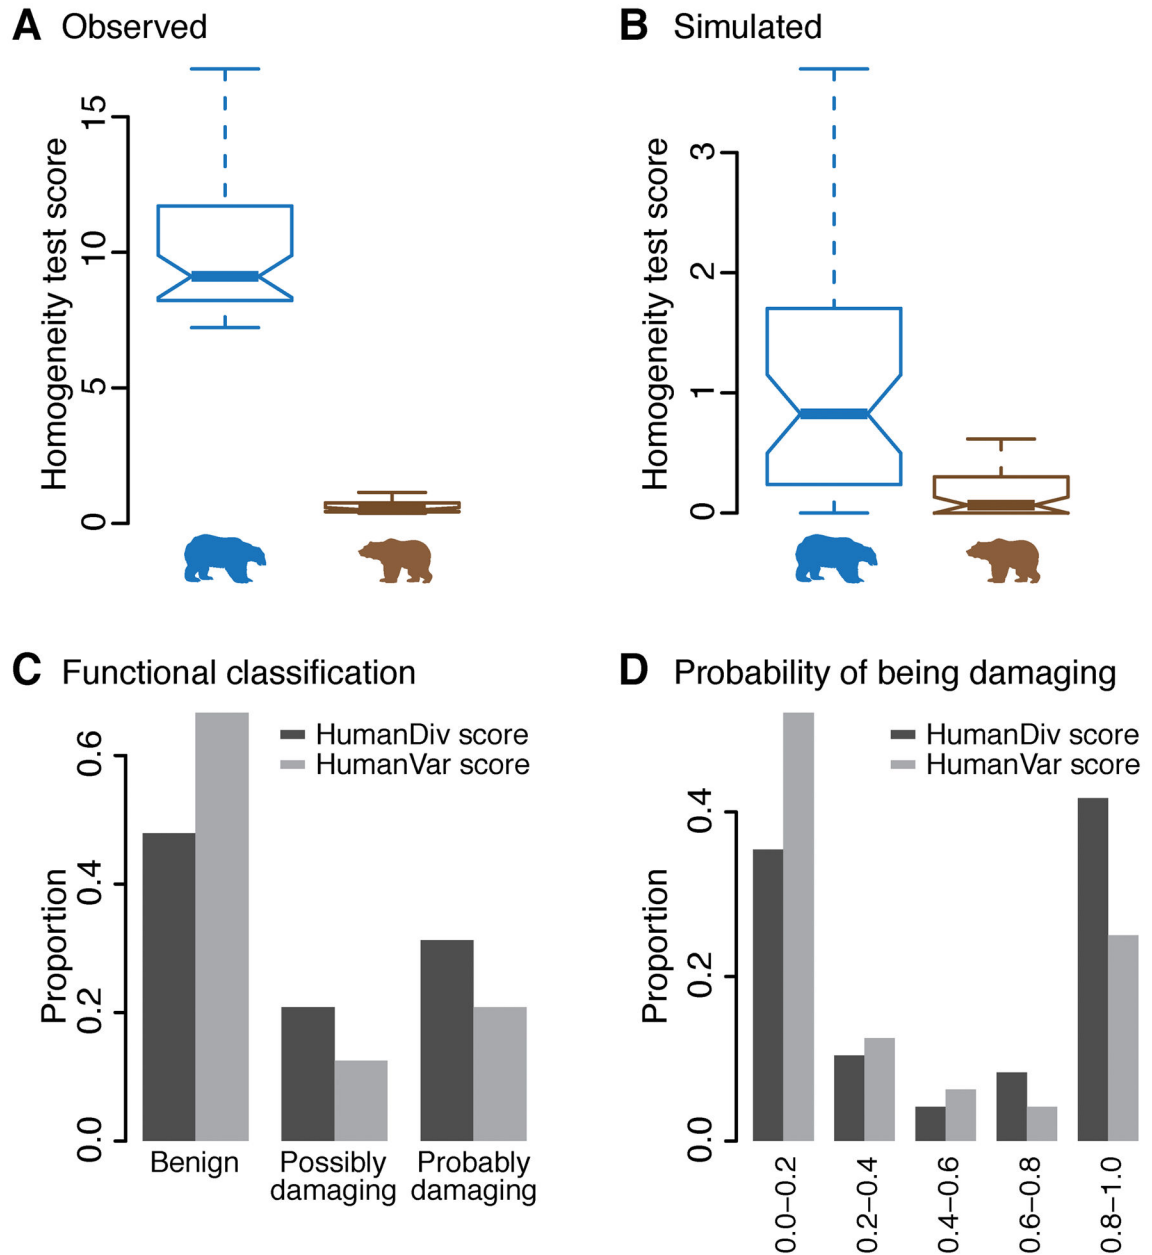 A Observed
Homogeneity test score
15
10
5
0
B Simulated
Homogeneity test score
3
2
1
0
C Functional classification
HumanDiv score
HumanVar score
Proportion
0.6
0.4
0.2
0.0
Benign
Possibly
damaging
Probably
damaging
D Probability of being damaging
HumanDiv score
HumanVar score
Proportion
0.4
0.2
0.0
0.0–0.2
0.2–0.4
0.4–0.6
0.6–0.8
0.8–1.0